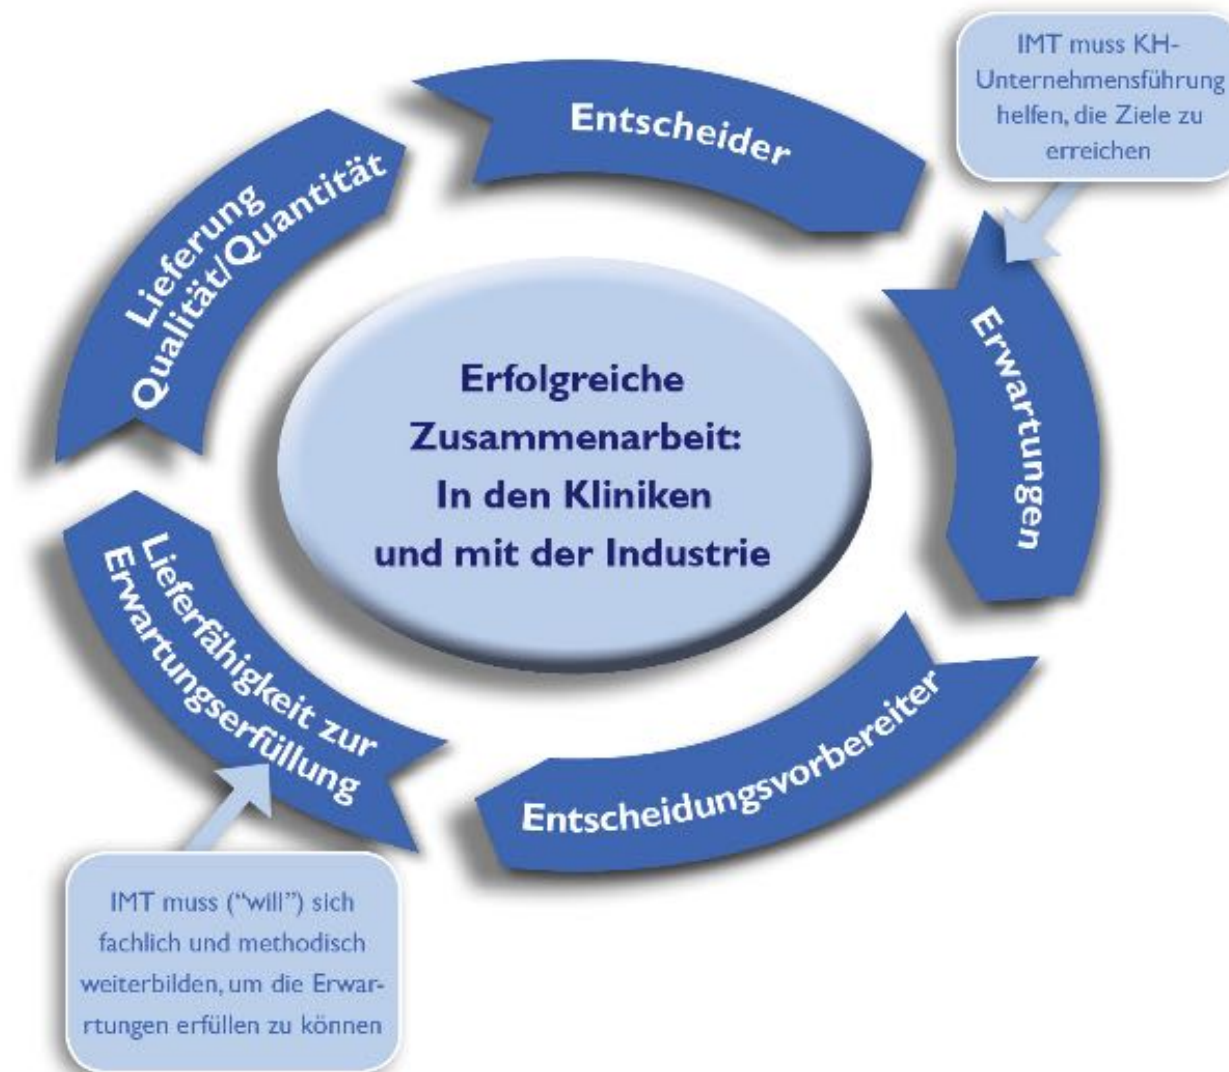 IMT muss KH-
Unternehmensführung
helfen, die Ziele zu
erreichen
Entscheider
Erwartungen
Entscheidungsvorbereiter
Lieferfähigkeit zur
Erwartungserfüllung
Lieferung
Qualität/Quantität
Erfolgreiche
Zusammenarbeit:
In den Kliniken
und mit der Industrie
IMT muss (“will”) sich
fachlich und methodisch
weiterbilden, um die Erwar-
rtungen erfüllen zu können